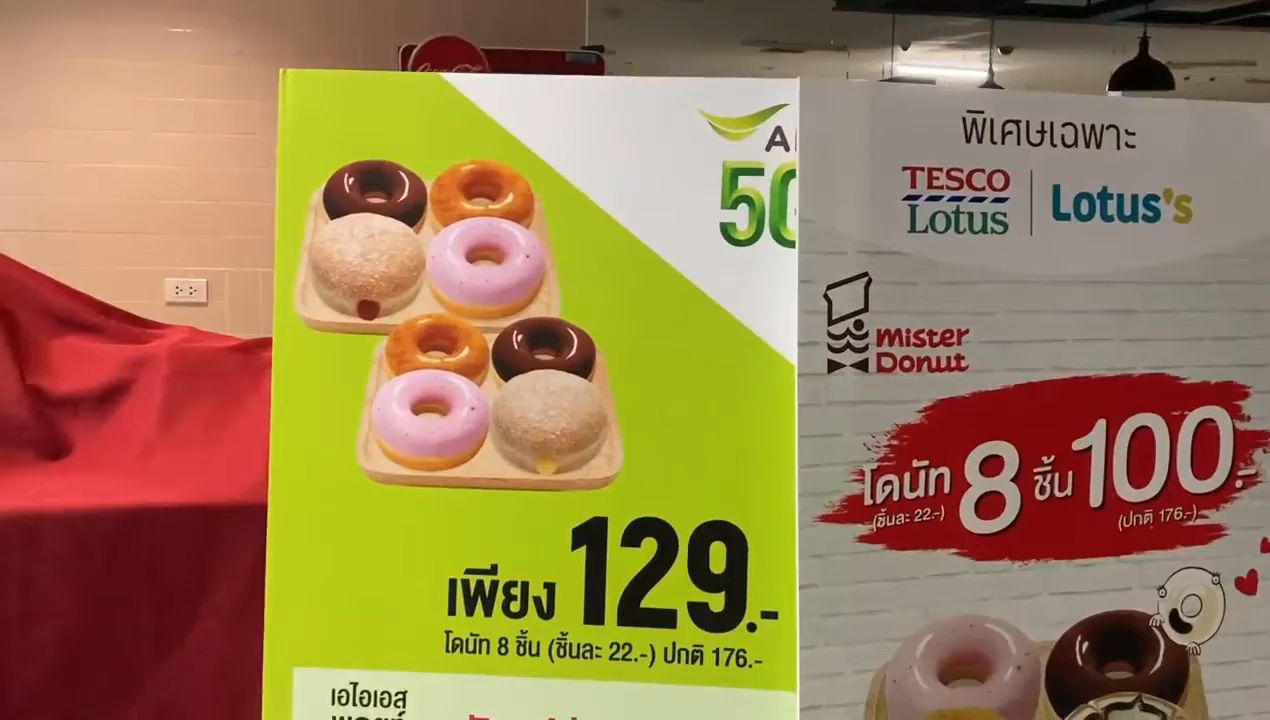 Coca-Cola
5G
เพียง 129.-
โดนัท 8 ชิ้น (ชิ้นละ 22.-) ปกติ 176.-
เอไอเอส
พิเศษเฉพาะ
TESCO
Lotus
Lotus's
mister
Donut
โดนัท 8 ชิ้น 100.-
(ชิ้นละ 22.-)
(ปกติ 176.-)